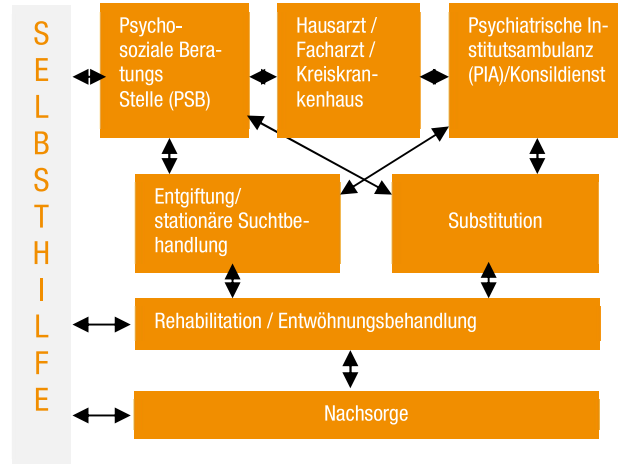 SELBSTHILFE
Psycho-
soziale Bera-
tungs
Stelle (PSB)
Hausarzt /
Facharzt /
Kreiskran-
kenhaus
Psychiatrische In-
stitutsambulanz
(PIA)/Konsildienst
Entgiftung/
stationäre Suchtbe-
handlung
Substitution
Rehabilitation / Entwöhnungsbehandlung
Nachsorge